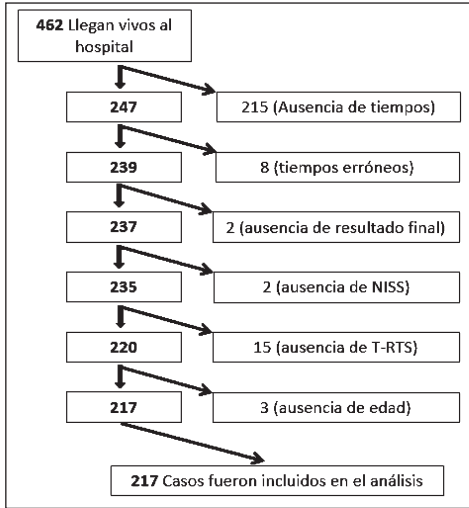 462 Llegan vivos al
hospital
247
215 (Ausencia de tiempos)
239
8 (tiempos erróneos)
237
2 (ausencia de resultado final)
235
2 (ausencia de NISS)
220
15 (ausencia de T-RTS)
217
3 (ausencia de edad)
217 Casos fueron incluidos en el análisis